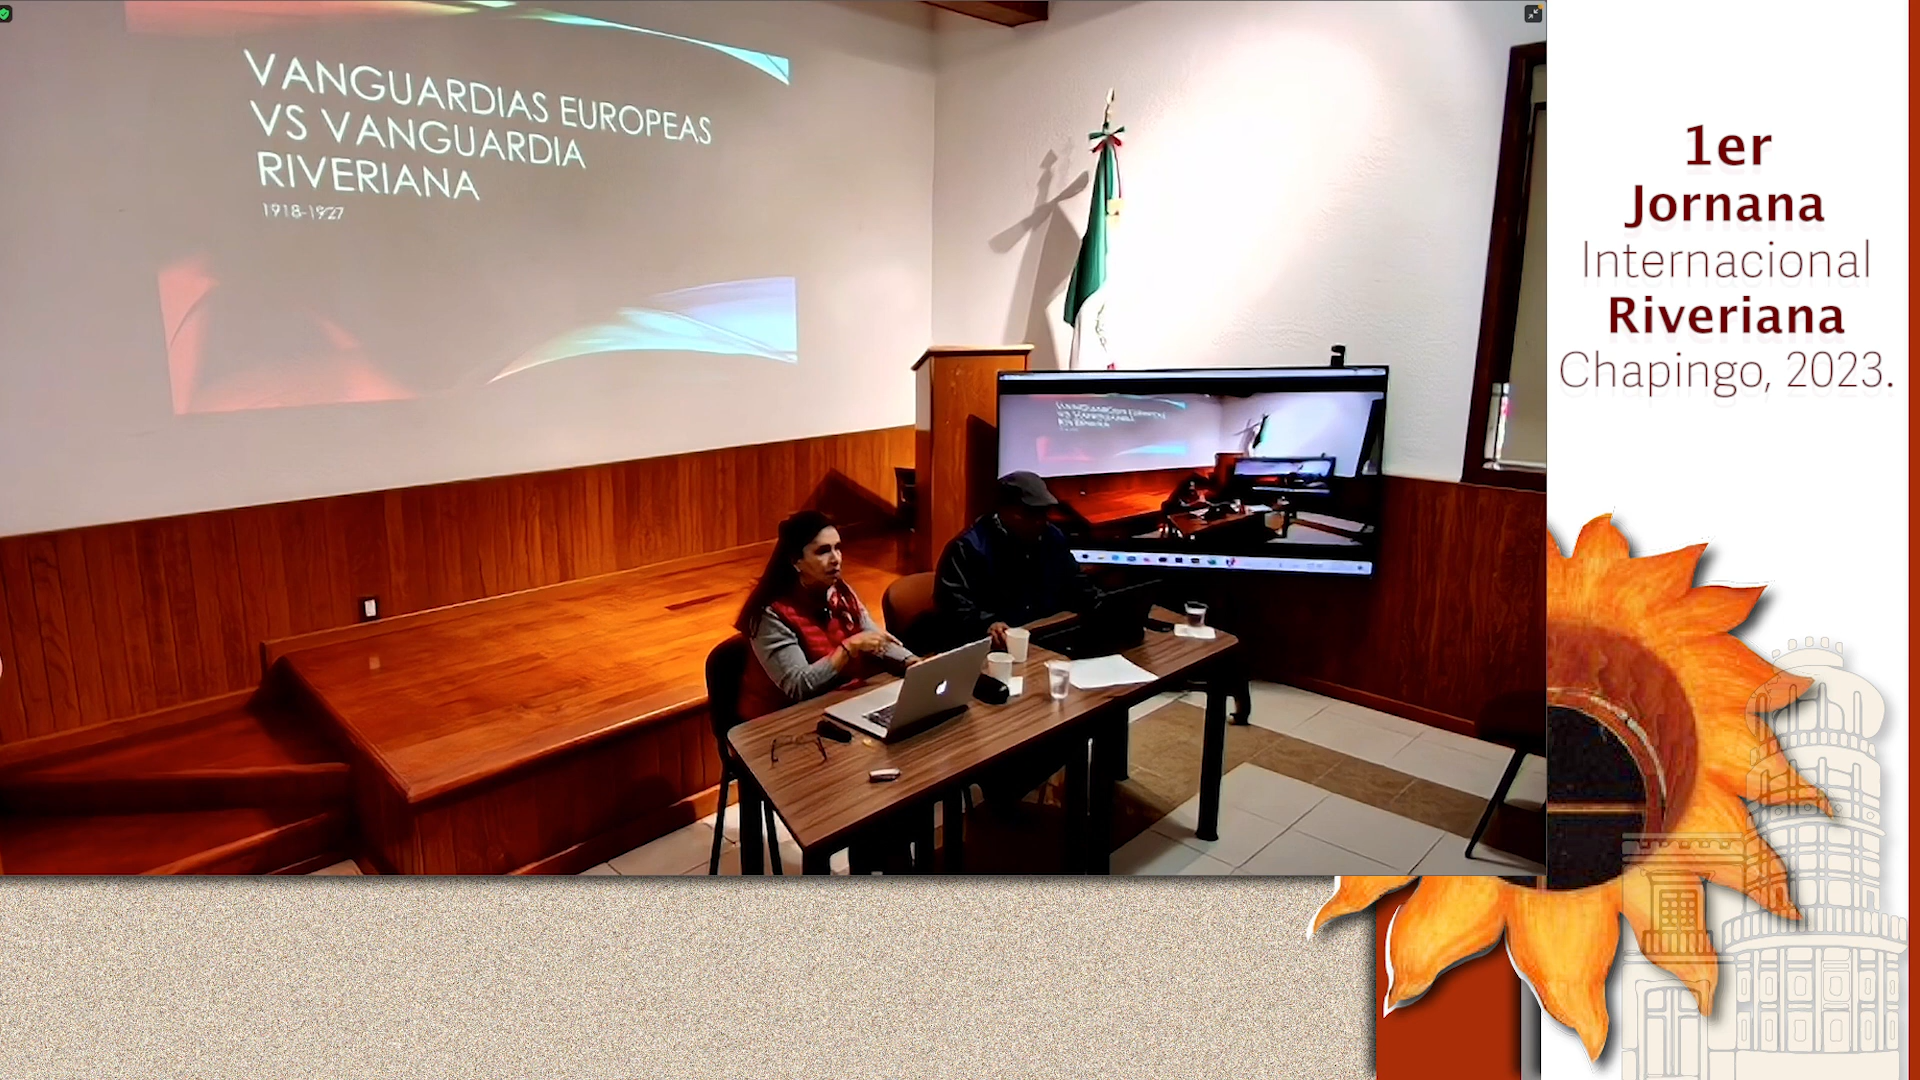 VANGUARDIAS EUROPEAS
VS VANGUARDIA
RIVERIANA
1918-1927
1er
Jornana
Internacional
Riveriana
Chapingo, 2023.